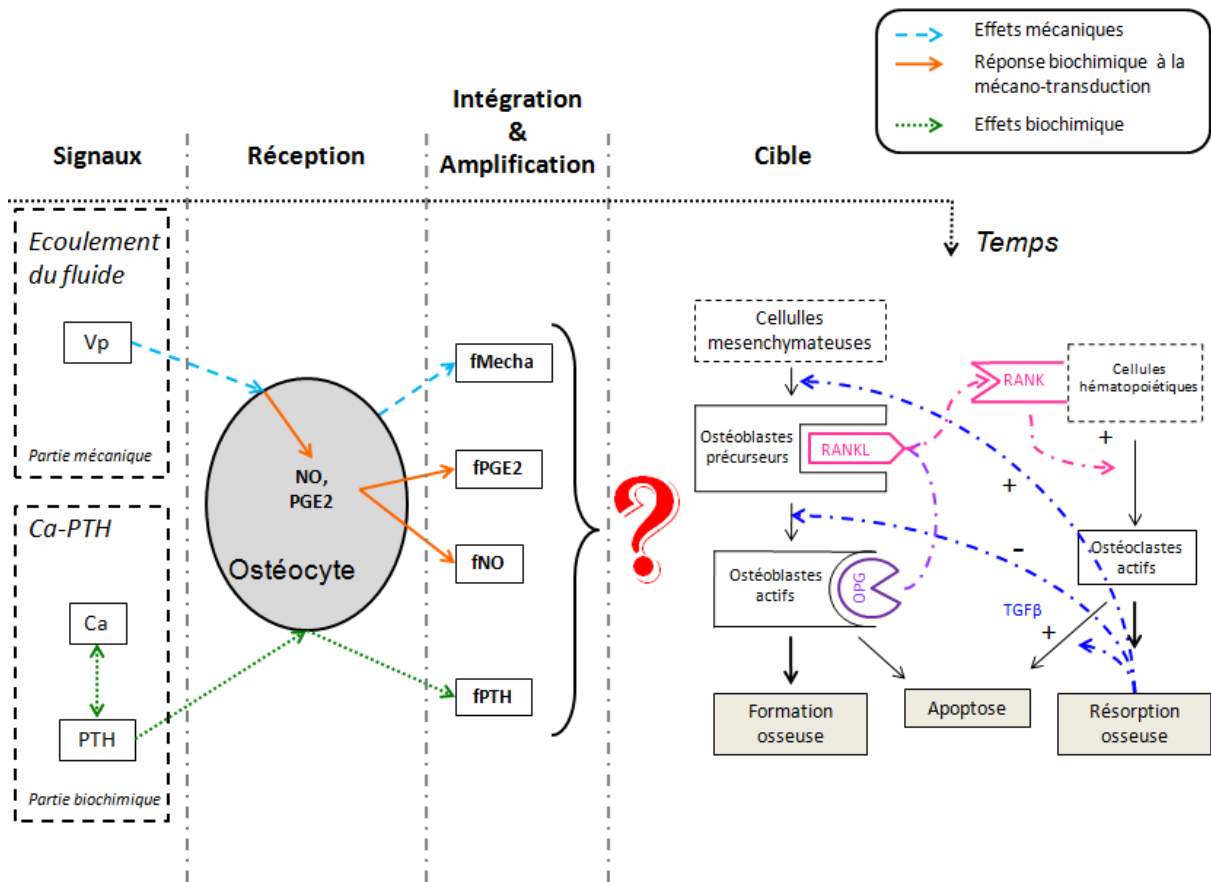 Effets mécaniques
Réponse biochimique à la
mécano-transduction
Effets biochimique
Signaux
Réception
Intégration
&
Amplification
Cible
Temps
Ecoulement
du fluide
Vp
Partie mécanique
Ca-PTH
Ca
PTH
Partie biochimique
NO,
PGE2
Ostéocyte
fMecha
fPGE2
fNO
fPTH
?
Cellules
mesenchymateuses
Ostéoblastes
précurseurs
RANKL
RANK
Cellules
hématopoiétiques
+
+
-
Ostéoblastes
actifs
OPG
Ostéoclastes
actifs
TGFβ
+
Formation
osseuse
Apoptose
Résorption
osseuse